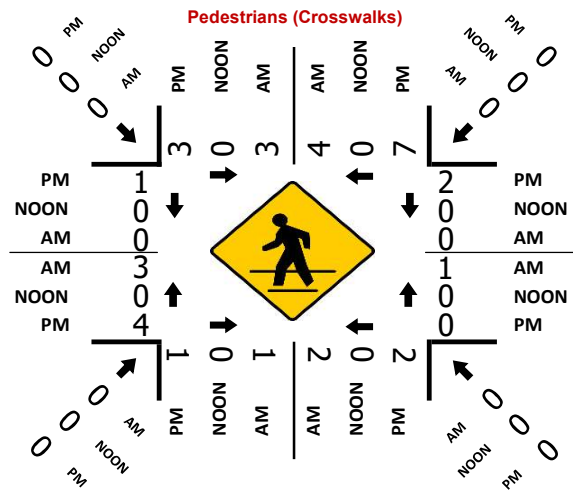 Pedestrians (Crosswalks)
0 PM
0 NOON
0 AM
PM NOON AM AM NOON PM
3 0 3 4 0 7
PM 0
NOON 0
AM 0
PM 1 2 PM
NOON 0 0 NOON
AM 0 0 AM
AM 3 1 AM
NOON 0 0 NOON
PM 4 0 PM
1 0 1 2 0 2
PM NOON AM AM NOON PM
0 AM
0 NOON
0 PM
AM 0
NOON 0
PM 0